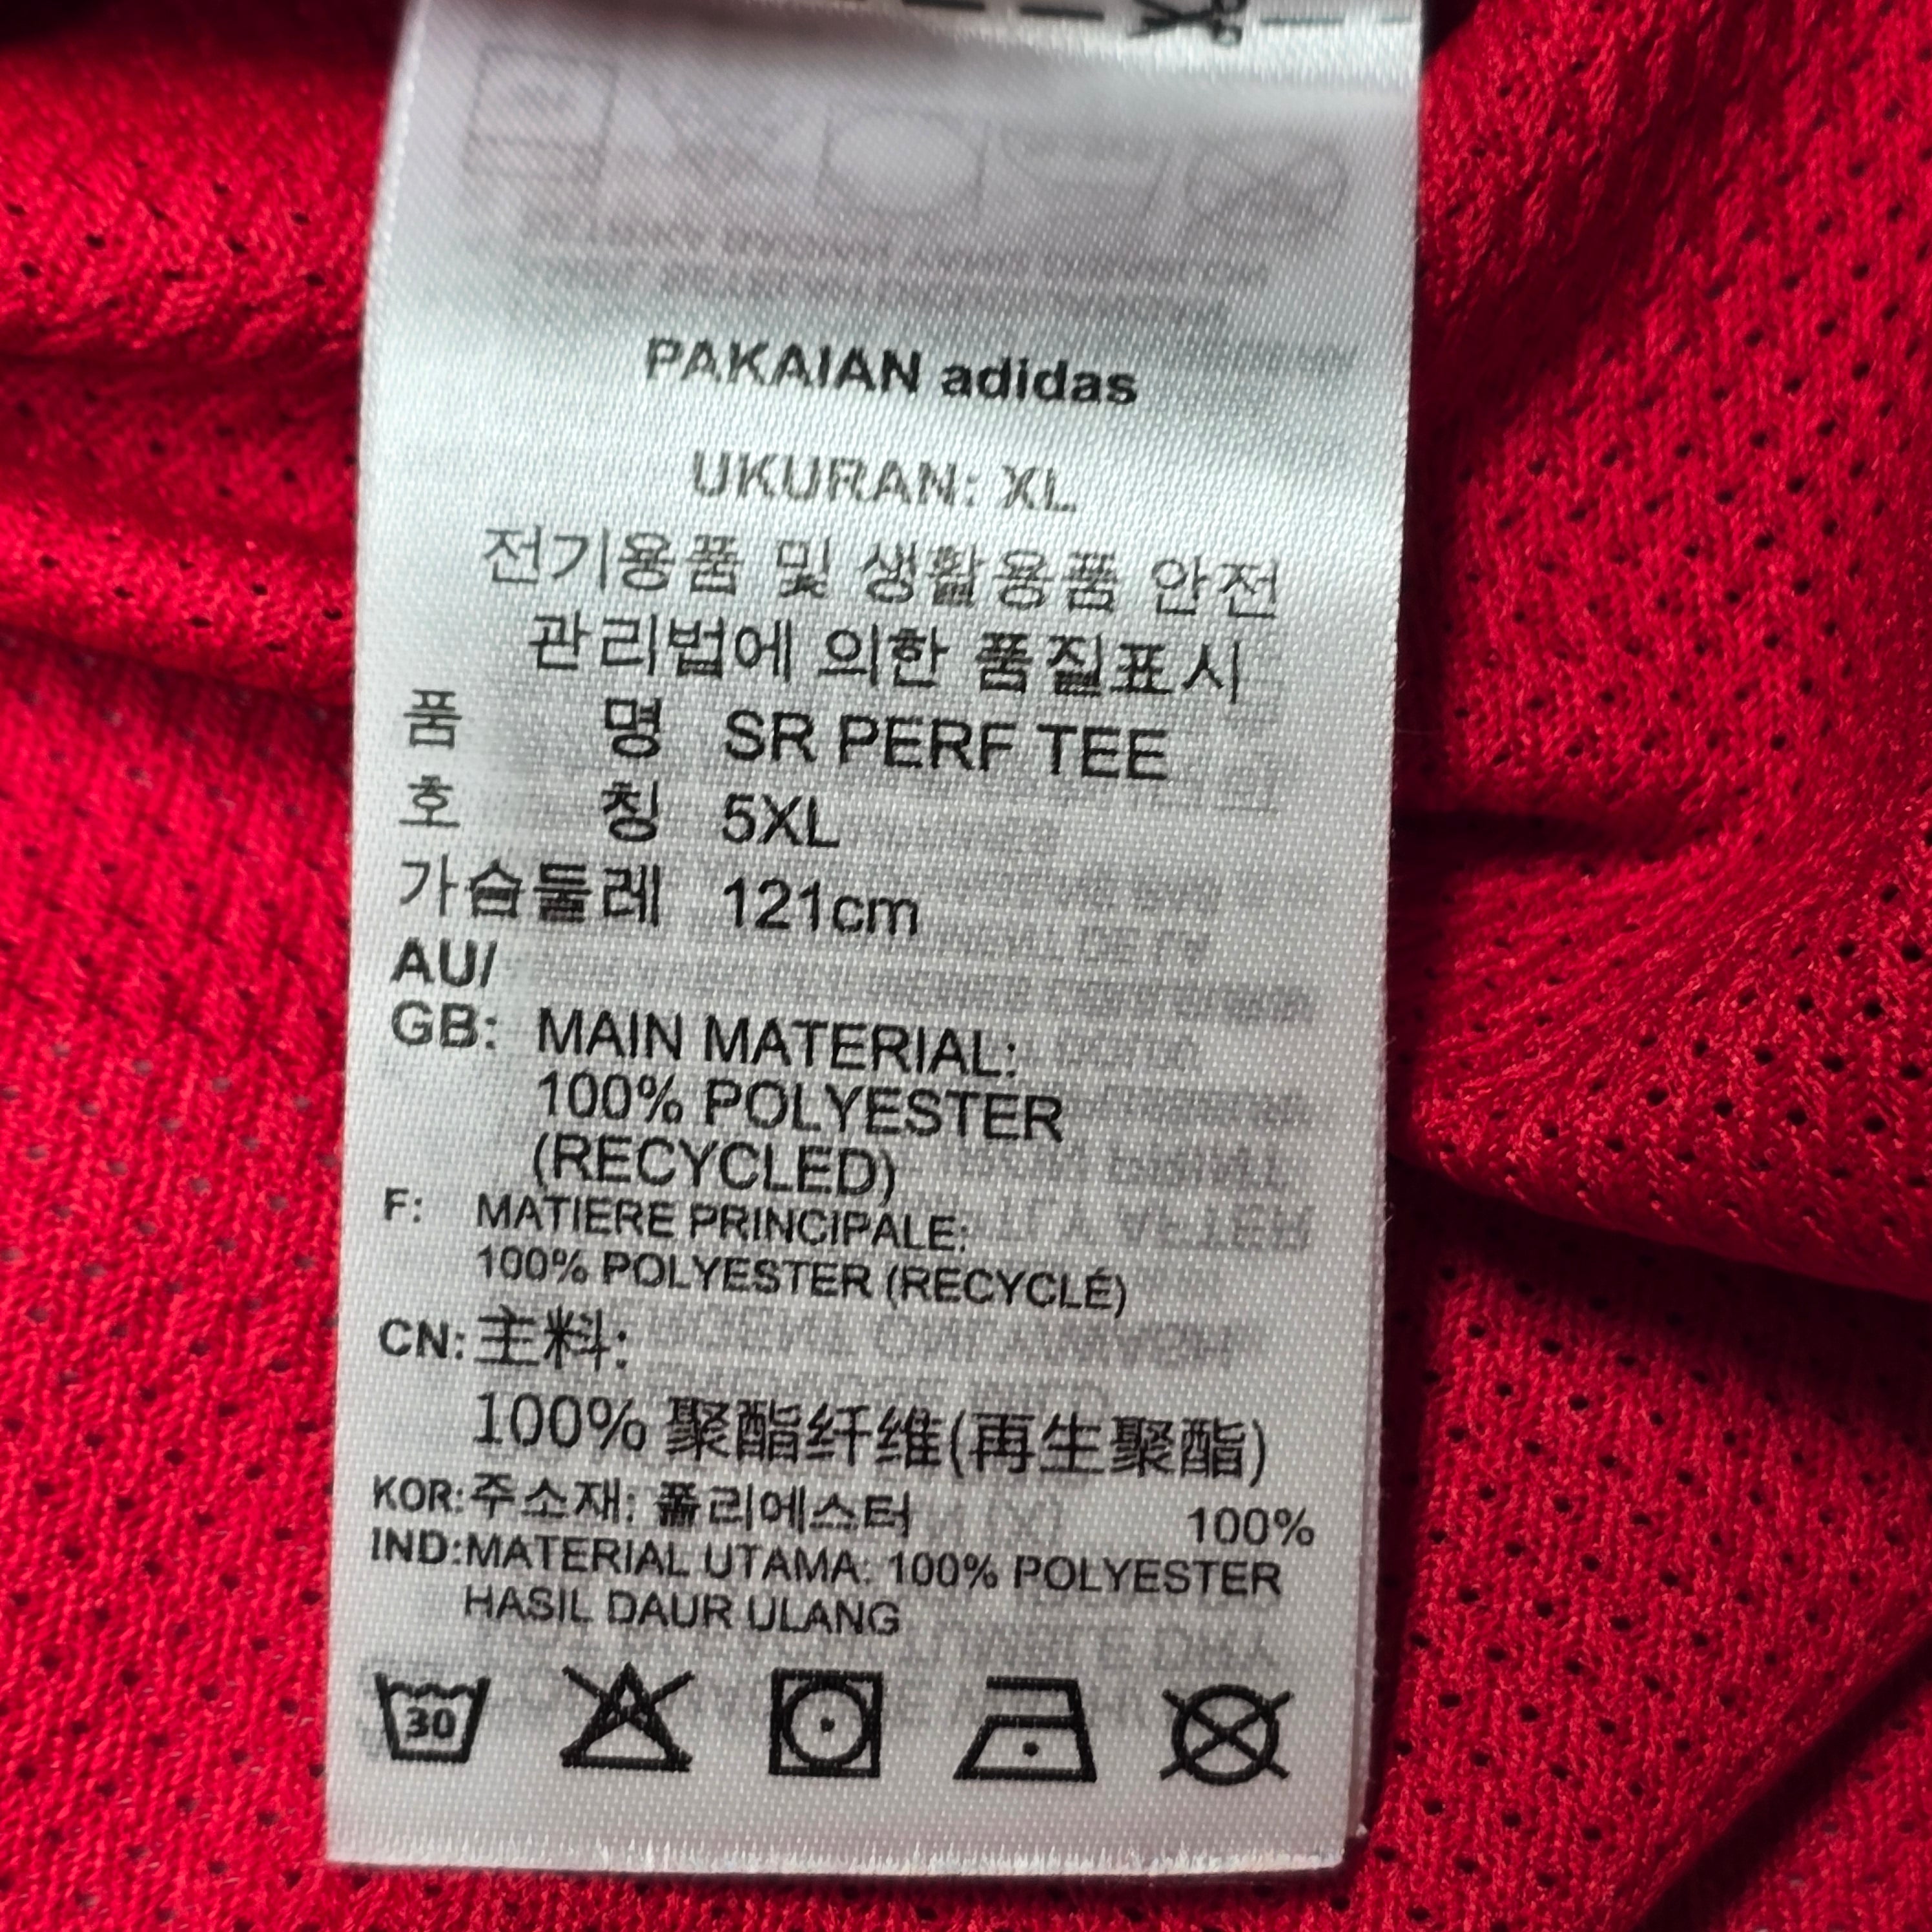 PAKAIAN adidas
UKURAN: XL
전기용품 및 생활용품 안전
관리법에 의한 품질표시
품 명 SR PERF TEE
호 칭 5XL
가슴둘레 121cm
AU/
GB: MAIN MATERIAL:
100% POLYESTER
(RECYCLED)
F: MATIERE PRINCIPALE:
100% POLYESTER (RECYCLÉ)
CN: 主料:
100% 聚酯纤维(再生聚酯)
KOR: 주소재: 폴리에스터 100%
IND: MATERIAL UTAMA: 100% POLYESTER
HASIL DAUR ULANG
30